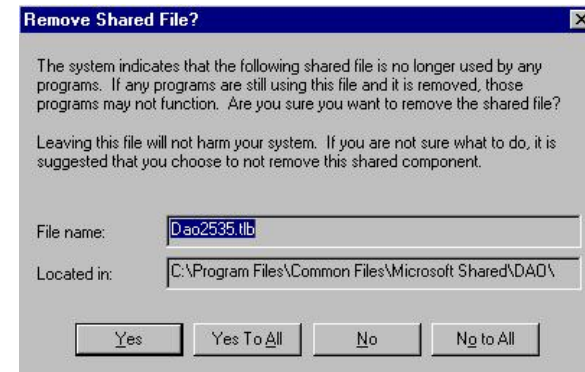 Remove Shared File?
The system indicates that the following shared file is no longer used by any
programs. If any programs are still using this file and it is removed, those
programs may not function. Are you sure you want to remove the shared file?
Leaving this file will not harm your system. If you are not sure what to do, it is
suggested that you choose to not remove this shared component.
File name: Dao2535.tlb
Located in: C:\Program Files\Common Files\Microsoft Shared\DAO\
Yes Yes To All No No to All